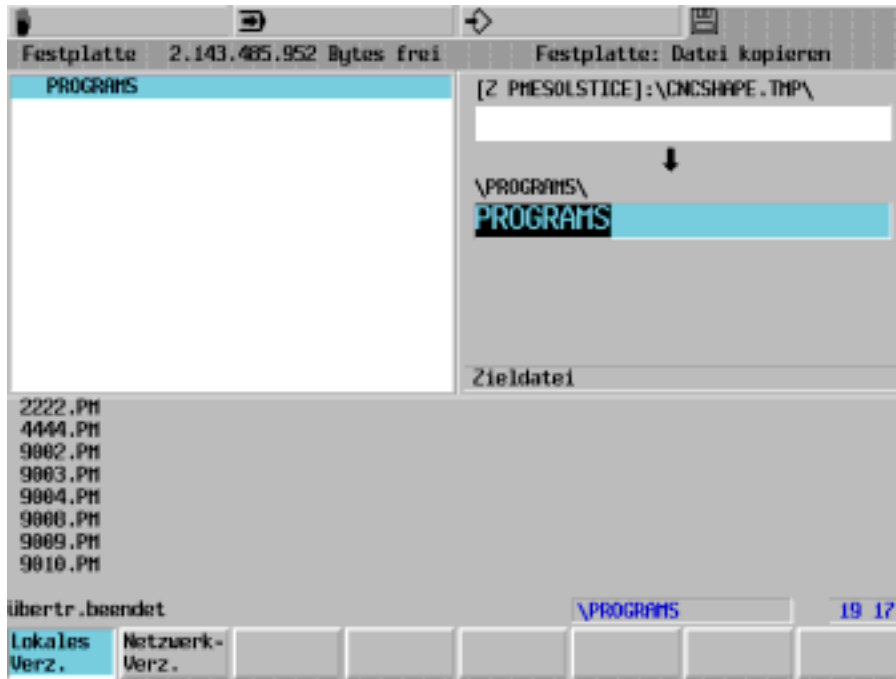 Festplatte 2.143.485.952 Bytes frei
Festplatte: Datei kopieren
PROGRAMS
[Z PMESOLSTICE]:\CNCSHAPE.TMP\
\PROGRAMS\
PROGRAMS
Zieldatei
2222.PM
4444.PM
9002.PM
9003.PM
9004.PM
9008.PM
9009.PM
9010.PM
übertr.beendet
\PROGRAMS
19 17
Lokales
Verz.
Netzwerk-
Verz.